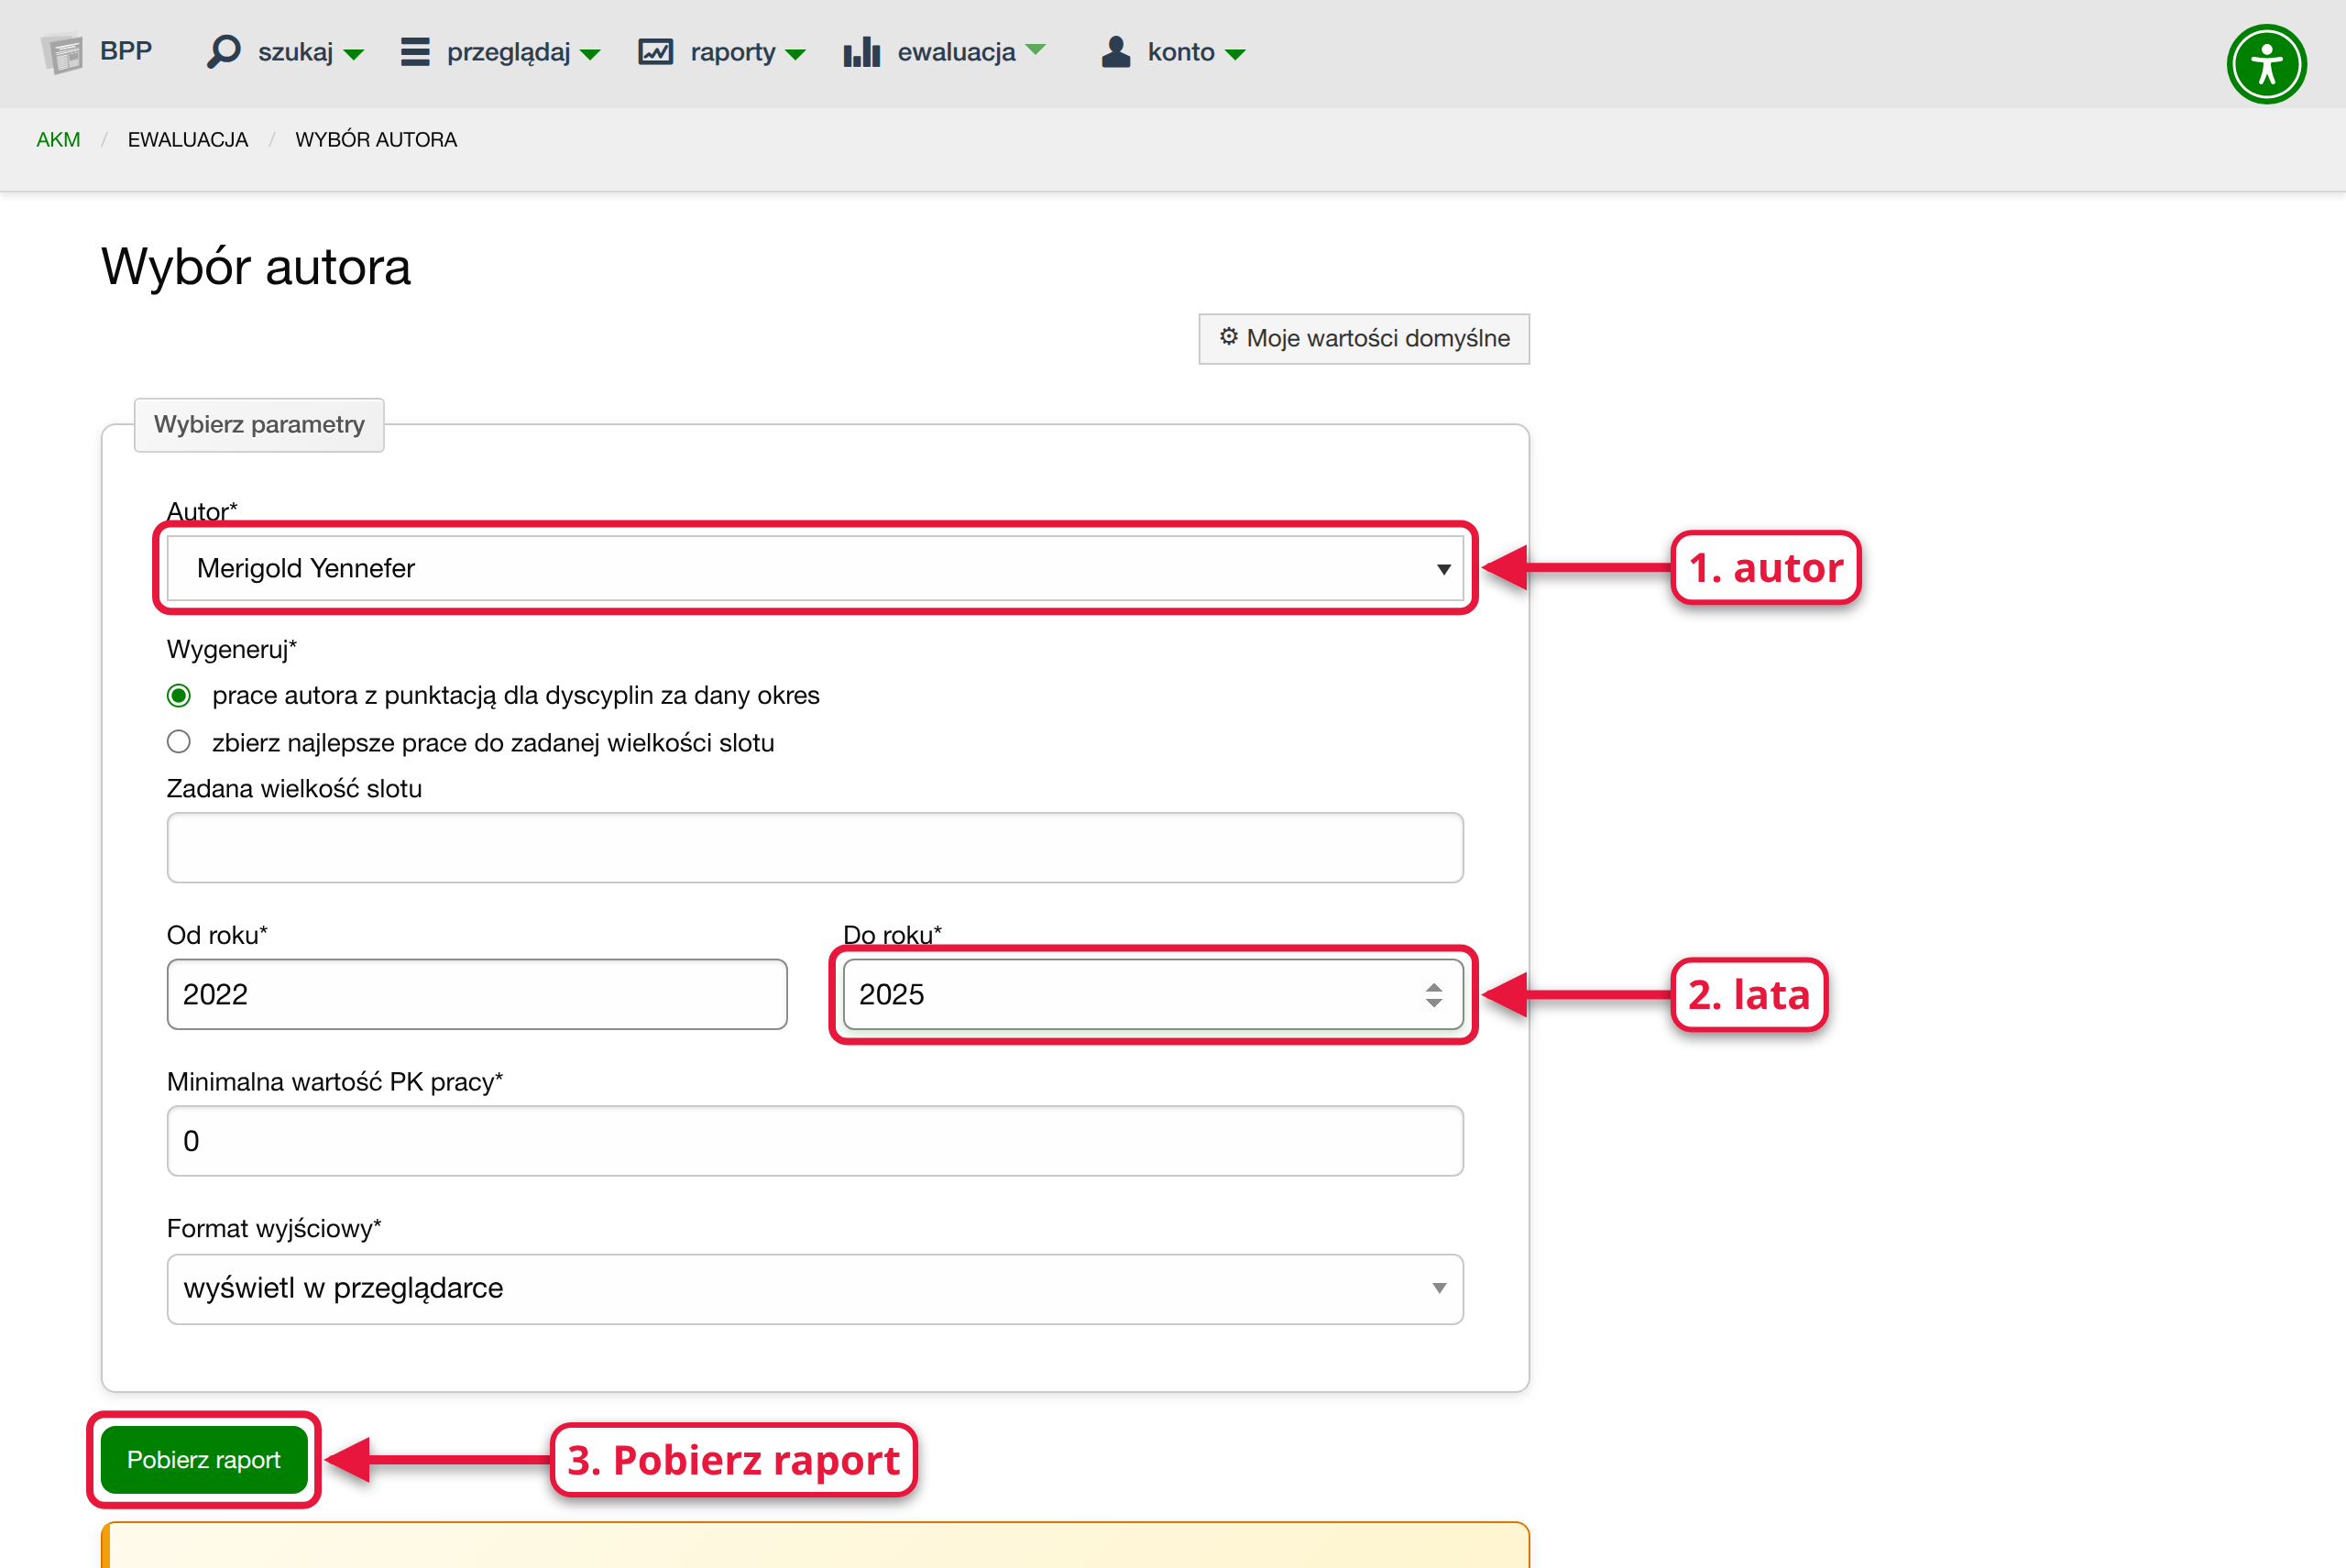 BPP szukaj przeglądaj raporty ewaluacja konto
AKM / EWALUACJA / WYBÓR AUTORA
Wybór autora
⚙ Moje wartości domyślne
Wybierz parametry
Autor*
Merigold Yennefer
1. autor
Wygeneruj*
prace autora z punktacją dla dyscyplin za dany okres
zbierz najlepsze prace do zadanej wielkości slotu
Zadana wielkość slotu
Od roku* Do roku*
2022 2025
2. lata
Minimalna wartość PK pracy*
0
Format wyjściowy*
wyświetl w przeglądarce
Pobierz raport
3. Pobierz raport